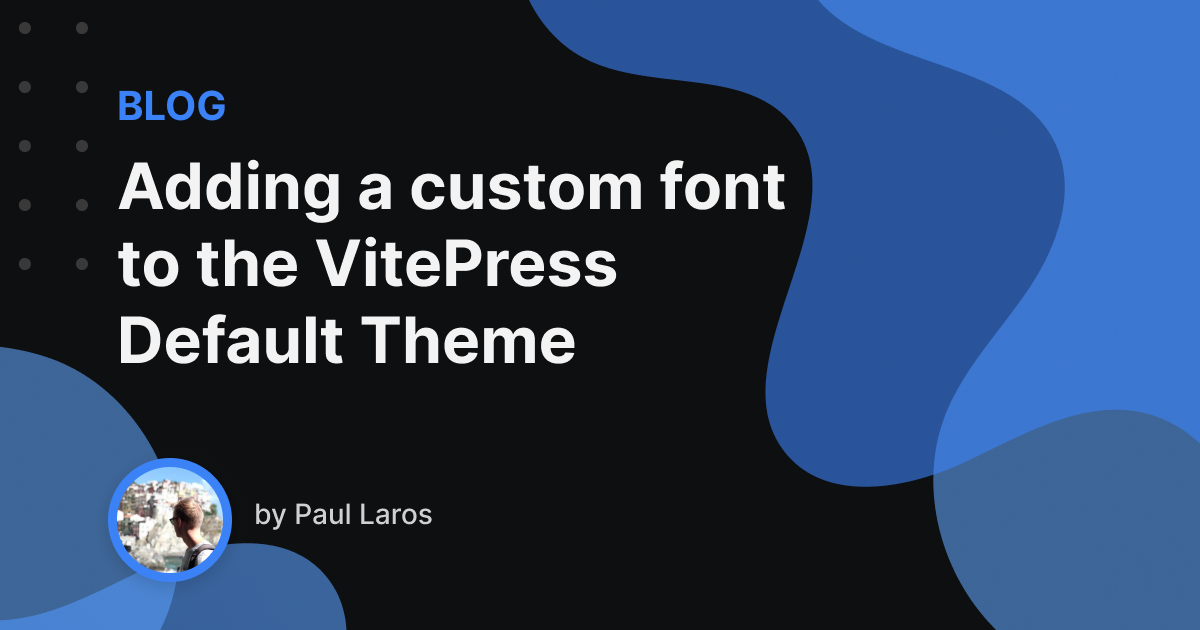 BLOG
Adding a custom font
to the VitePress
Default Theme
by Paul Laros